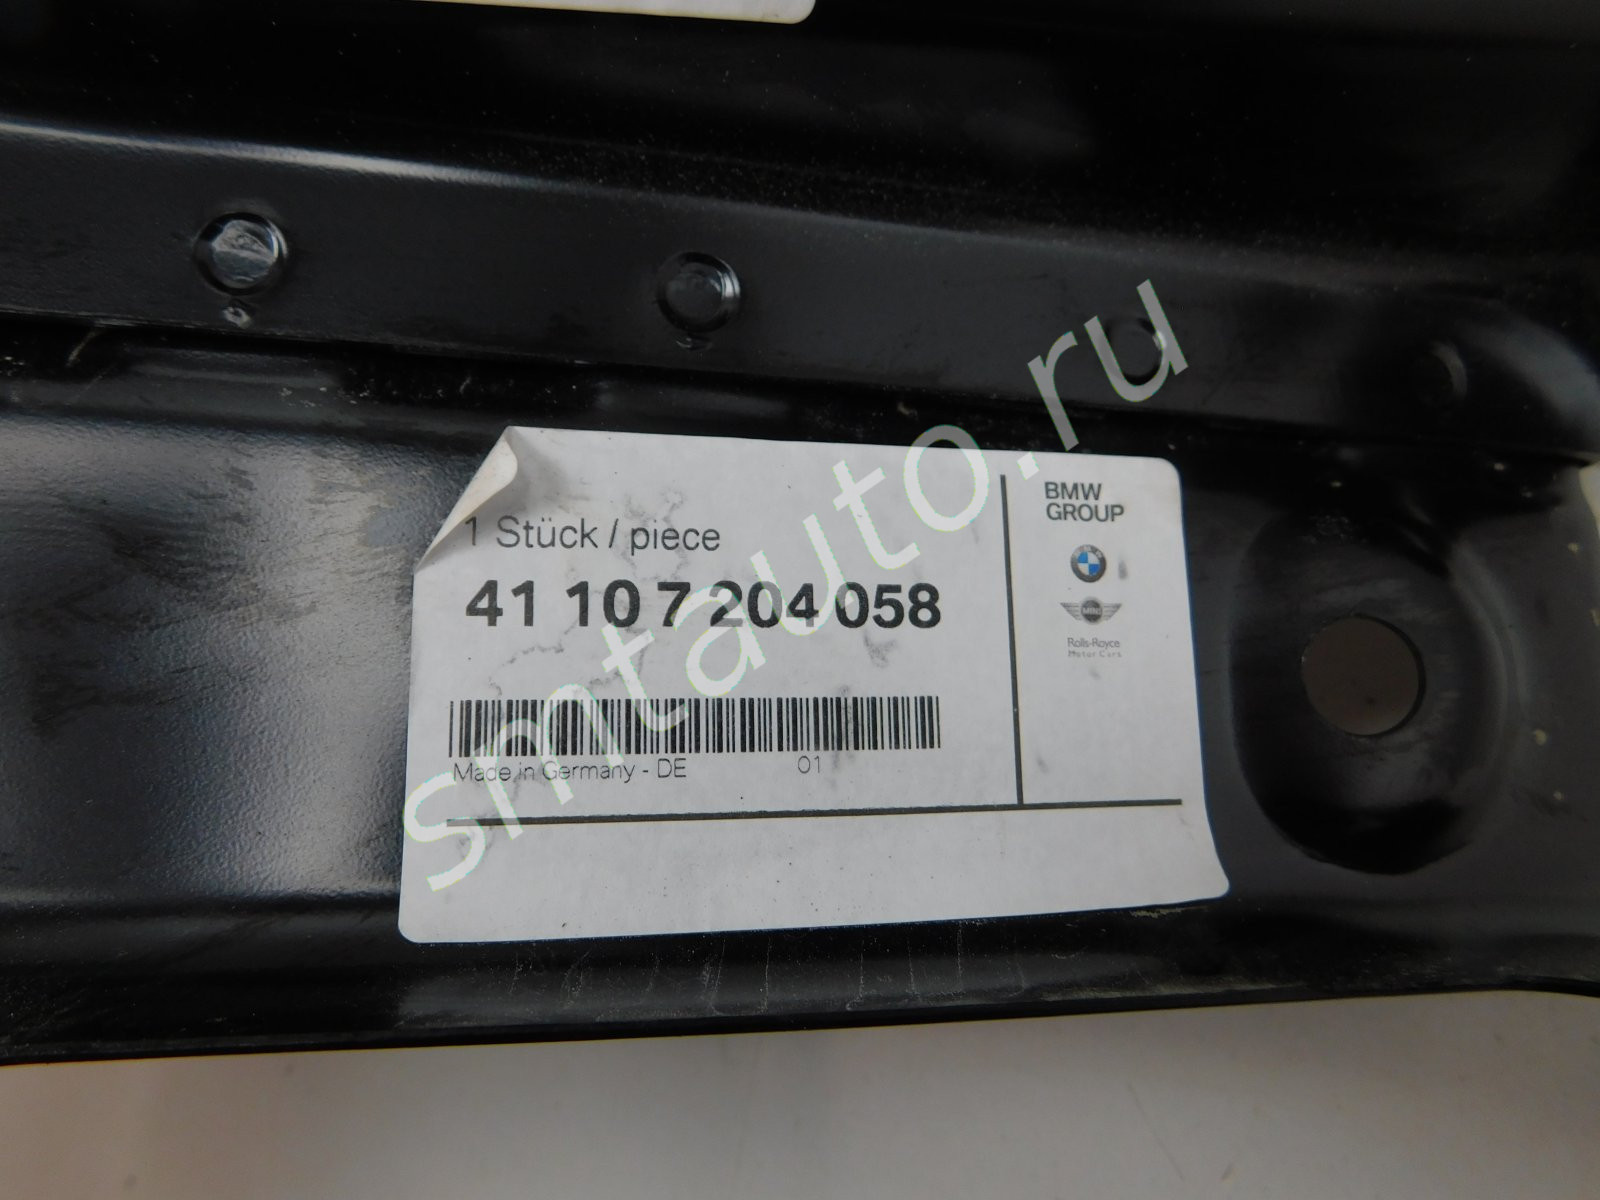 1 Stück / piece
41 10 7 204 058
Made in Germany - DE 01
BMW
GROUP
MINI
Rolls-Royce
Motor Cars
smtauto.ru